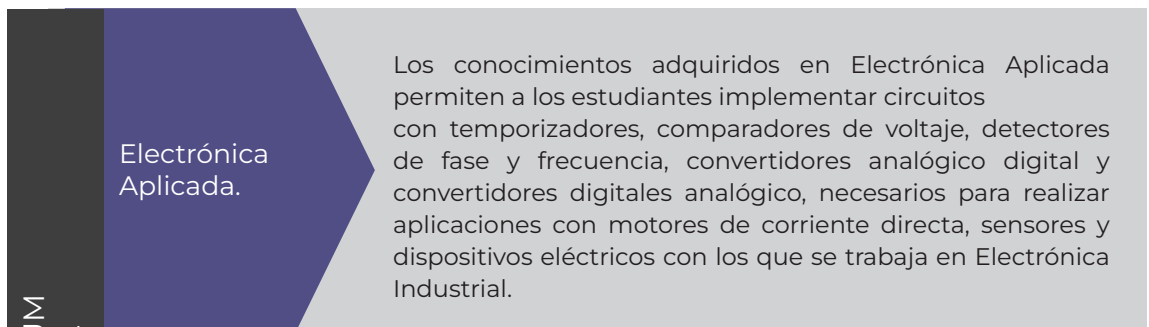 Electrónica
Aplicada.
Los conocimientos adquiridos en Electrónica Aplicada
permiten a los estudiantes implementar circuitos
con temporizadores, comparadores de voltaje, detectores
de fase y frecuencia, convertidores analógico digital y
convertidores digitales analógico, necesarios para realizar
aplicaciones con motores de corriente directa, sensores y
dispositivos eléctricos con los que se trabaja en Electrónica
Industrial.